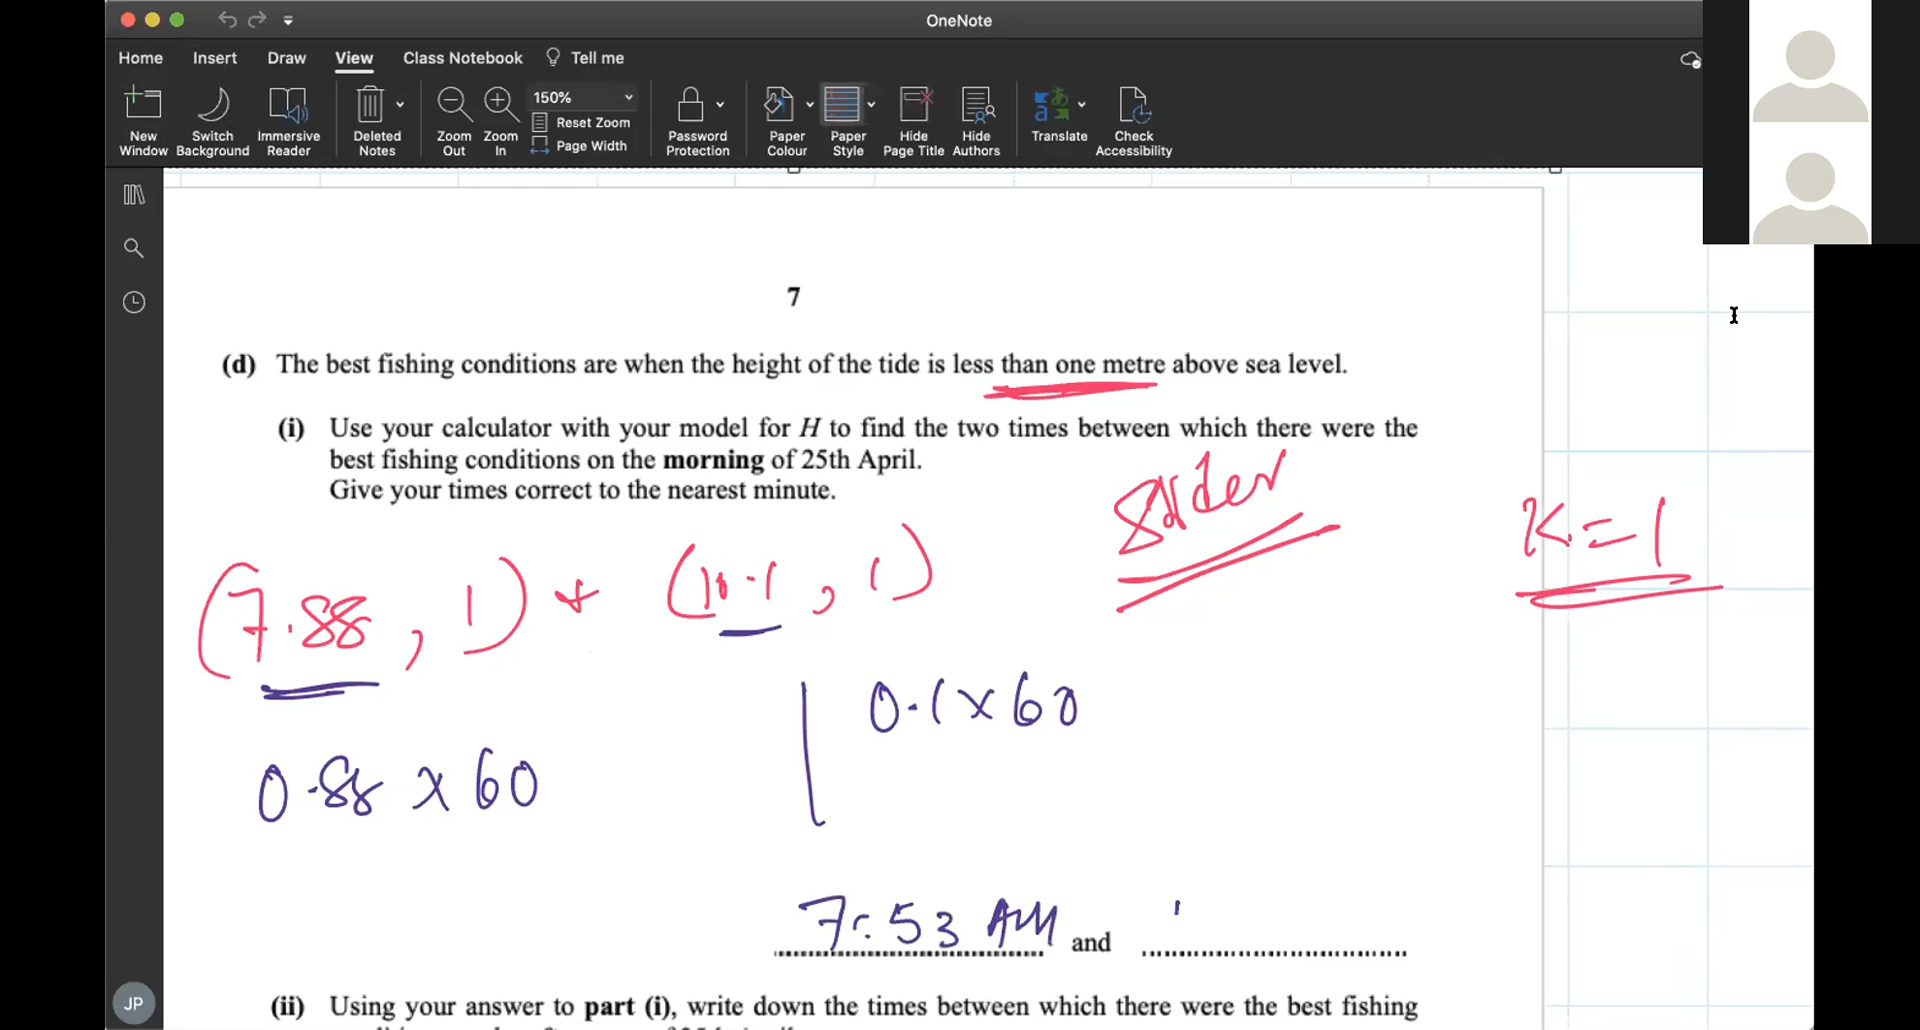 OneNote
Home Insert Draw View Class Notebook Tell me
New Window Switch Background Immersive Reader Deleted Notes Zoom Out Zoom In 150% Reset Zoom Page Width Password Protection Paper Colour Paper Style Hide Page Title Hide Authors Translate Check Accessibility
7
(d) The best fishing conditions are when the height of the tide is less than one metre above sea level.
(i) Use your calculator with your model for H to find the two times between which there were the
best fishing conditions on the morning of 25th April.
Give your times correct to the nearest minute.
K=1
(7.88, 1) + (10.1, 1)
0.1 x 60
0.88 x 60
7:53 AM and
JP
(ii) Using your answer to part (i), write down the times between which there were the best fishing